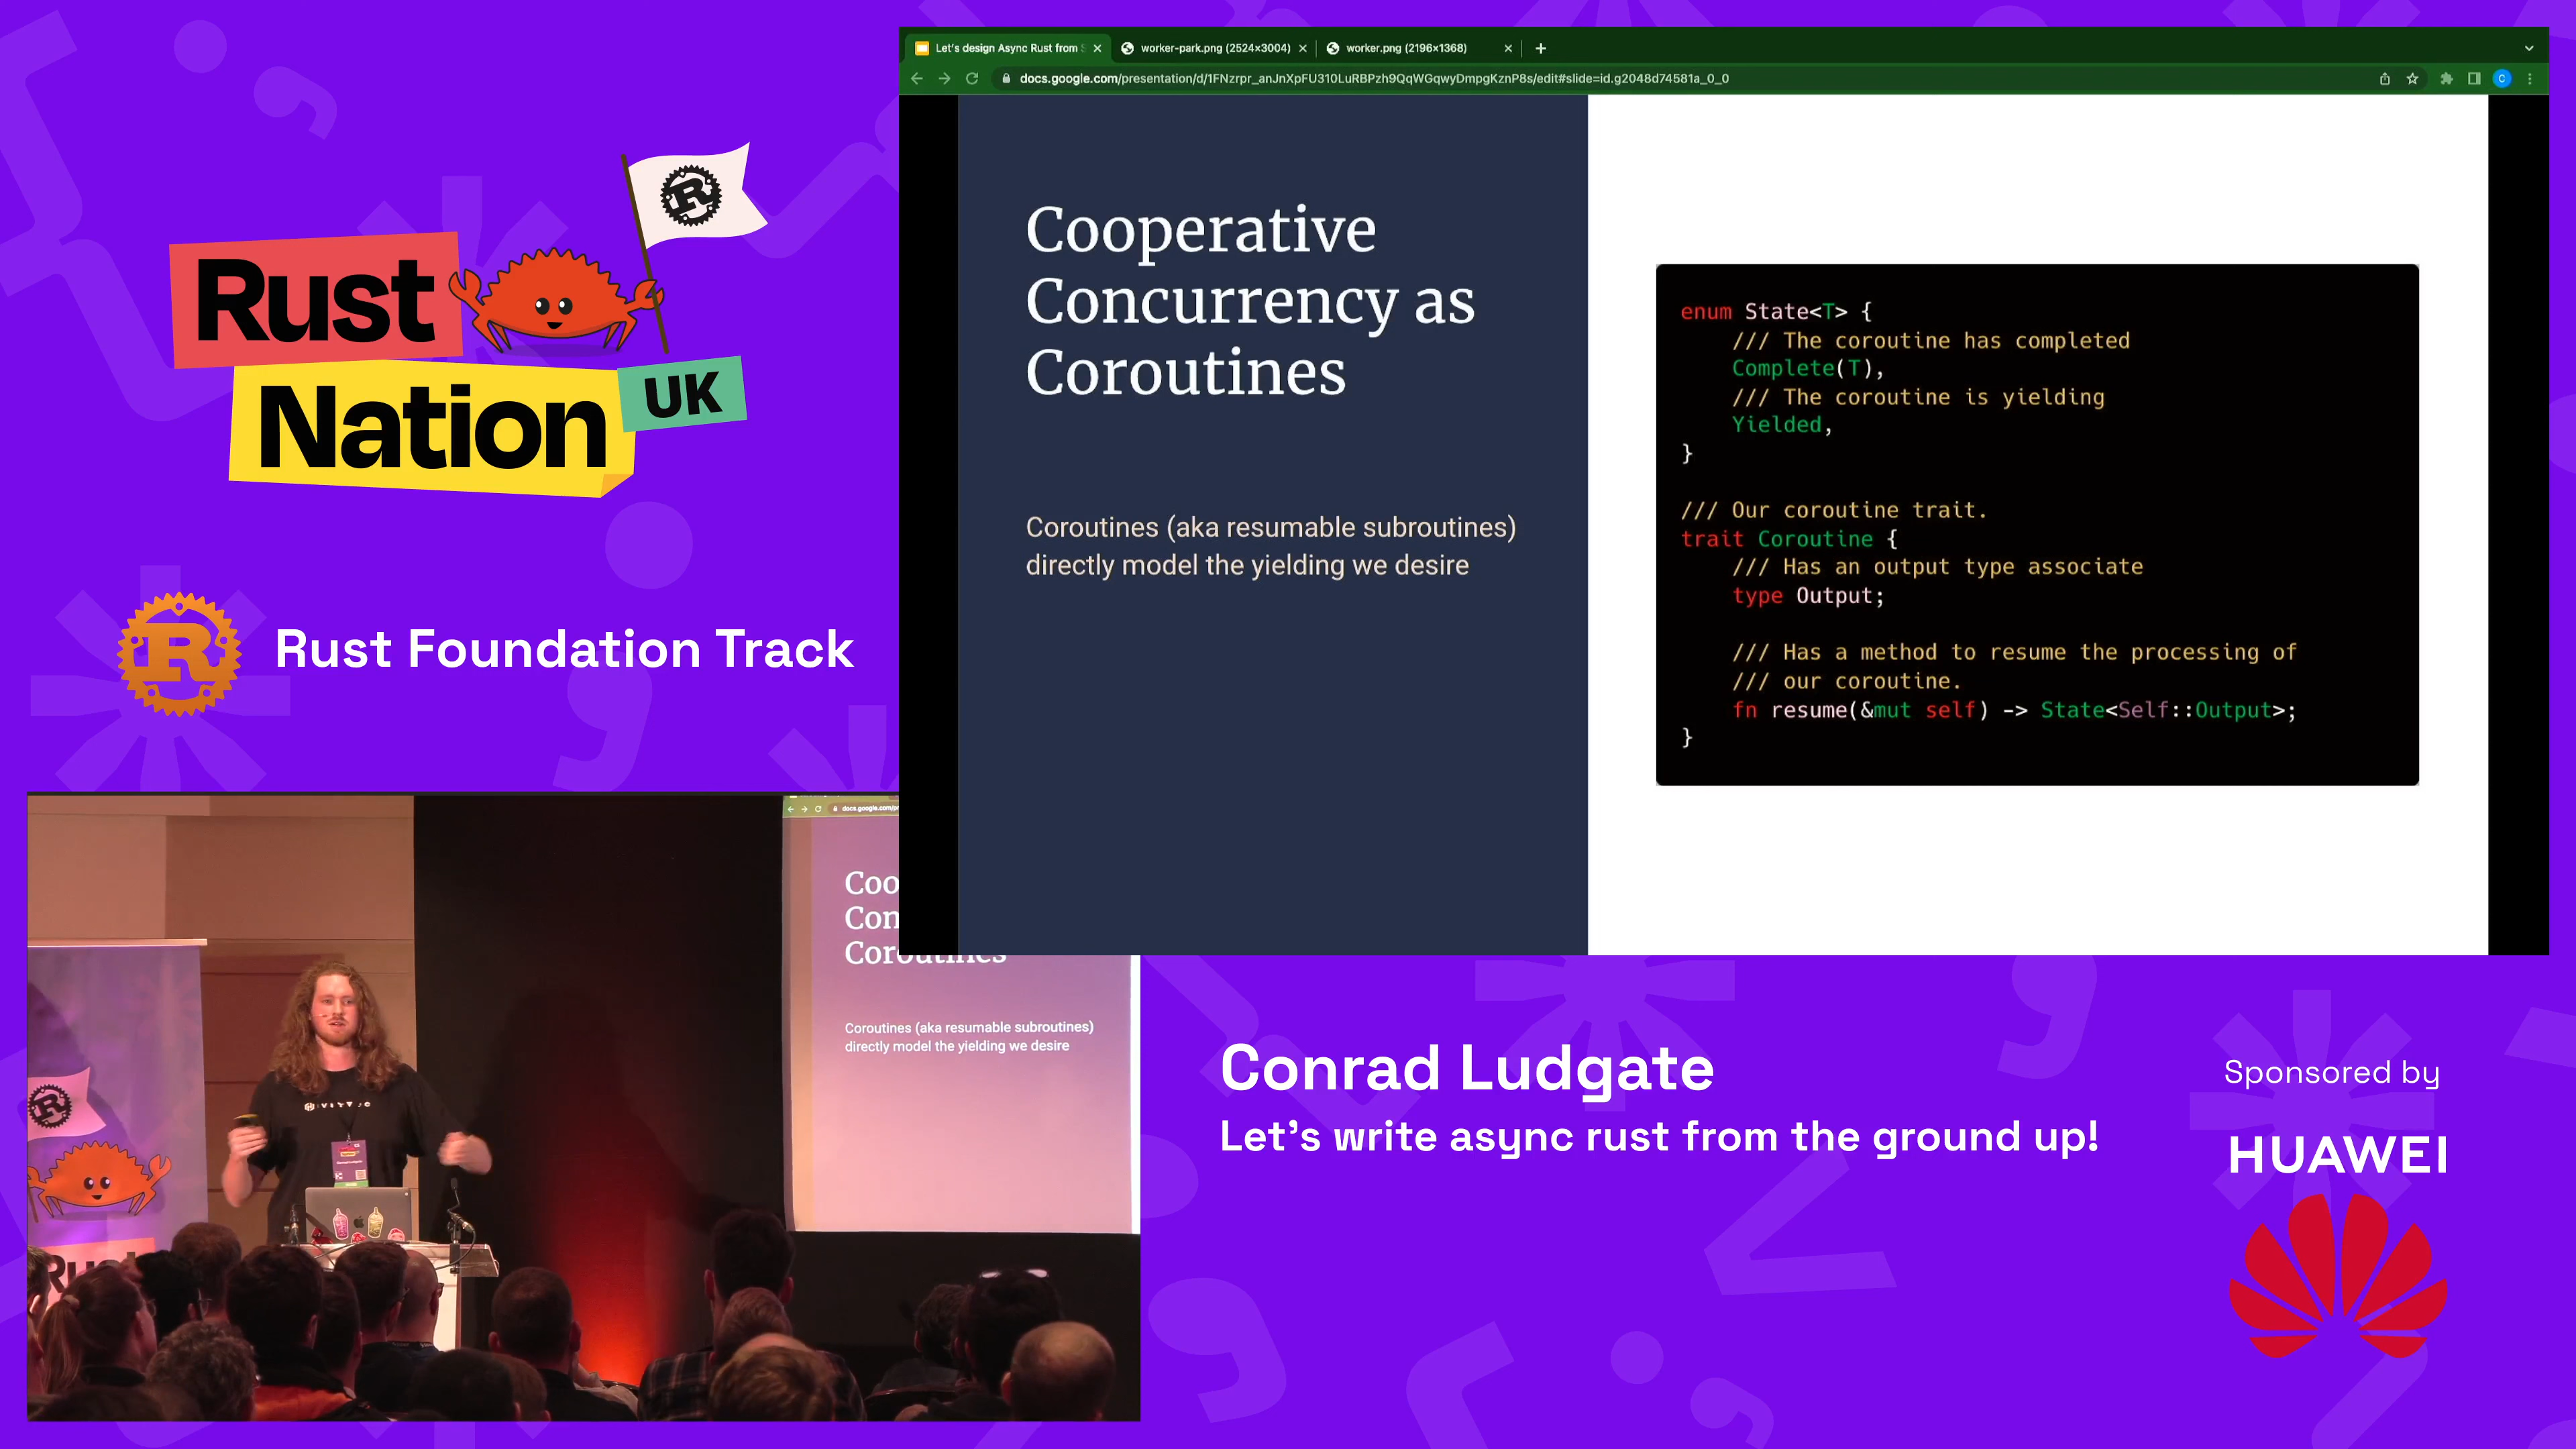 Rust
Nation
UK
Rust Foundation Track
Let's design Async Rust from S
worker-park.png (2524×3004)
worker.png (2196×1368)
docs.google.com/presentation/d/1FNzrpr_anJnXpFU310LuRBPzh9QqWGqwyDmpgKznP8s/edit#slide=id.g2048d74581a_0_0
Cooperative
Concurrency as
Coroutines
Coroutines (aka resumable subroutines)
directly model the yielding we desire
enum State<T> {
/// The coroutine has completed
Complete(T),
/// The coroutine is yielding
Yielded,
}
/// Our coroutine trait.
trait Coroutine {
/// Has an output type associate
type Output;
/// Has a method to resume the processing of
/// our coroutine.
fn resume(&mut self) -> State<Self::Output>;
}
docs.google.com/pr
Coo
Con
Coroutines
Coroutines (aka resumable subroutines)
directly model the yielding we desire
Conrad Ludgate
Let's write async rust from the ground up!
Sponsored by
HUAWEI